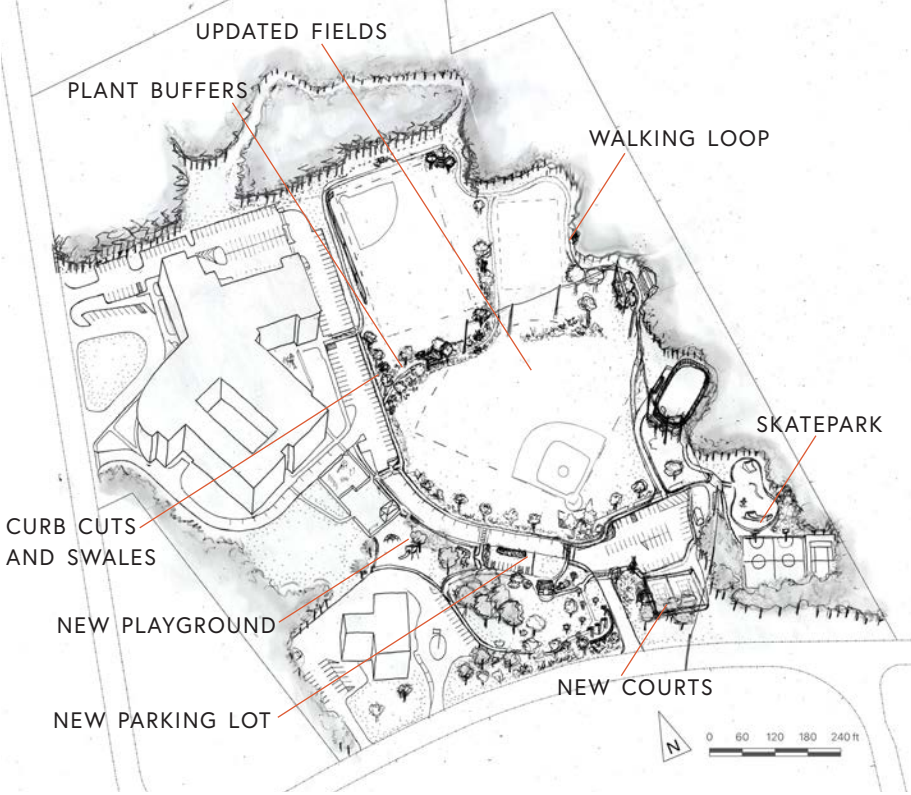 UPDATED FIELDS
PLANT BUFFERS
WALKING LOOP
SKATEPARK
CURB CUTS
AND SWALES
NEW PLAYGROUND
NEW COURTS
NEW PARKING LOT
N
0 60 120 180 240 ft